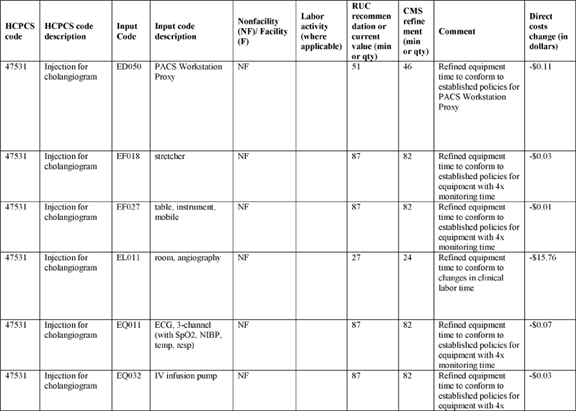 HCPCS code | HCPCS code description | Input Code | Input code description | Nonfacility (NF)/ Facility (F) | Labor activity (where applicable) | RUC recommen dation or current value (min or qty) | CMS refine ment (min or qty) | Comment | Direct costs change (in dollars)
47531 | Injection for cholangiogram | ED050 | PACS Workstation Proxy | NF | | 51 | 46 | Refined equipment time to conform to established policies for PACS Workstation Proxy | -$0.11
47531 | Injection for cholangiogram | EF018 | stretcher | NF | | 87 | 82 | Refined equipment time to conform to established policies for equipment with 4x monitoring time | -$0.03
47531 | Injection for cholangiogram | EF027 | table, instrument, mobile | NF | | 87 | 82 | Refined equipment time to conform to established policies for equipment with 4x monitoring time | -$0.01
47531 | Injection for cholangiogram | EL011 | room, angiography | NF | | 27 | 24 | Refined equipment time to conform to changes in clinical labor time | -$15.76
47531 | Injection for cholangiogram | EQ011 | ECG, 3-channel (with SpO2, NIBP, temp, resp) | NF | | 87 | 82 | Refined equipment time to conform to established policies for equipment with 4x monitoring time | -$0.07
47531 | Injection for cholangiogram | EQ032 | IV infusion pump | NF | | 87 | 82 | Refined equipment time to conform to established policies for equipment with 4x | -$0.03